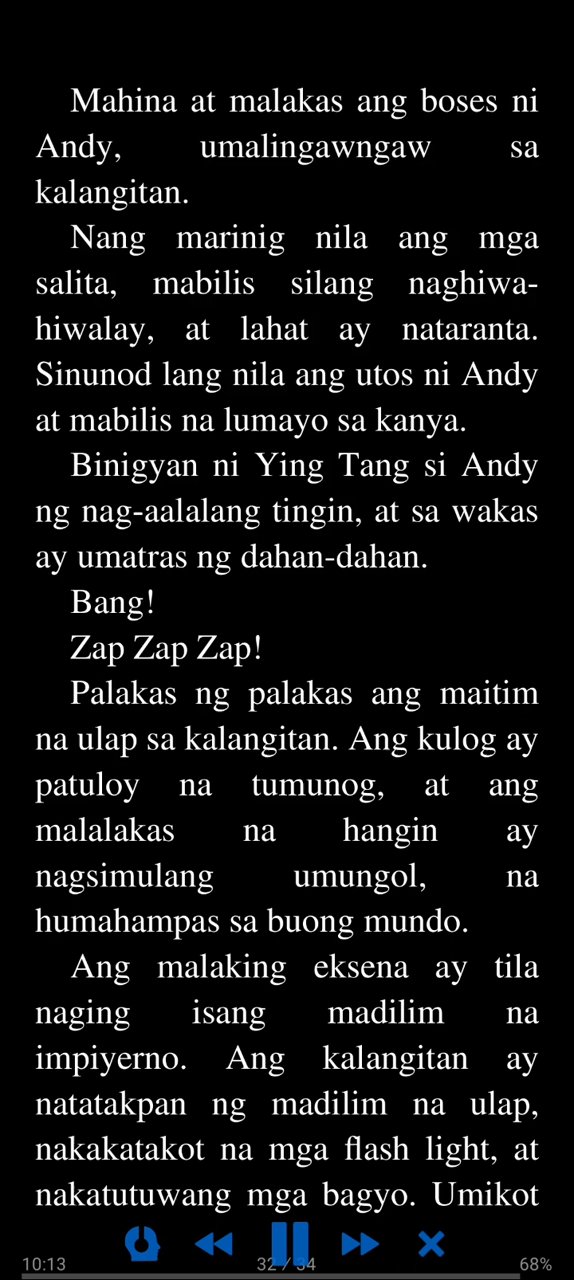 Mahina at malakas ang boses ni
Andy, umalingawngaw sa
kalangitan.
Nang marinig nila ang mga
salita, mabilis silang naghiwa-
hiwalay, at lahat ay nataranta.
Sinunod lang nila ang utos ni Andy
at mabilis na lumayo sa kanya.
Binigyan ni Ying Tang si Andy
ng nag-aalalang tingin, at sa wakas
ay umatras ng dahan-dahan.
Bang!
Zap Zap Zap!
Palakas ng palakas ang maitim
na ulap sa kalangitan. Ang kulog ay
patuloy na tumunog, at ang
malalakas na hangin ay
nagsimulang umungol, na
humahampas sa buong mundo.
Ang malaking eksena ay tila
naging isang madilim na
impiyerno. Ang kalangitan ay
natatakpan ng madilim na ulap,
nakakatakot na mga flash light, at
nakatutuwang mga bagyo. Umikot
10:13 32 / 34 68%